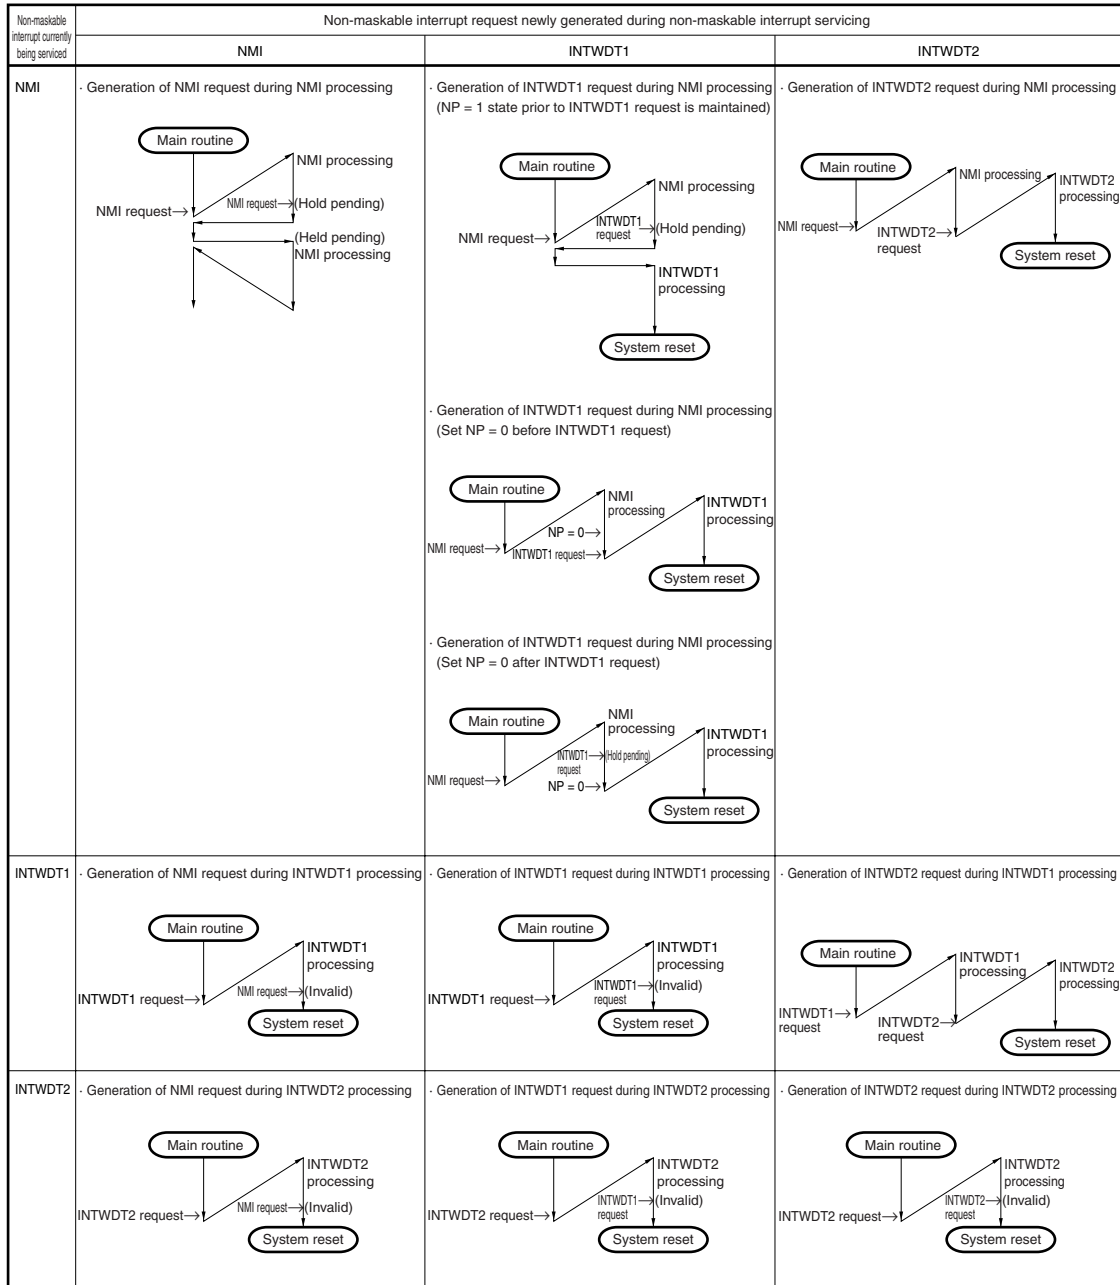 Non-maskable
interrupt currently
being serviced
Non-maskable interrupt request newly generated during non-maskable interrupt servicing
NMI
INTWDT1
INTWDT2
NMI
· Generation of NMI request during NMI processing
Main routine
NMI processing
NMI request→
NMI request→(Hold pending)
(Held pending)
NMI processing
· Generation of INTWDT1 request during NMI processing
(NP = 1 state prior to INTWDT1 request is maintained)
Main routine
NMI processing
NMI request→
INTWDT1
request
→(Hold pending)
INTWDT1
processing
System reset
· Generation of INTWDT1 request during NMI processing
(Set NP = 0 before INTWDT1 request)
Main routine
NMI
processing
INTWDT1
processing
NP = 0→
NMI request→
INTWDT1 request→
System reset
· Generation of INTWDT1 request during NMI processing
(Set NP = 0 after INTWDT1 request)
Main routine
NMI
processing
INTWDT1
processing
INTWDT1
request
→(Hold pending)
NMI request→
NP = 0→
System reset
· Generation of INTWDT2 request during NMI processing
Main routine
NMI processing
INTWDT2
processing
NMI request→
INTWDT2→
request
System reset
INTWDT1
· Generation of NMI request during INTWDT1 processing
Main routine
INTWDT1
processing
INTWDT1 request→
NMI request→(Invalid)
System reset
· Generation of INTWDT1 request during INTWDT1 processing
Main routine
INTWDT1
processing
INTWDT1 request→
INTWDT1→(Invalid)
request
System reset
· Generation of INTWDT2 request during INTWDT1 processing
Main routine
INTWDT1
processing
INTWDT2
processing
INTWDT1→
request
INTWDT2→
request
System reset
INTWDT2
· Generation of NMI request during INTWDT2 processing
Main routine
INTWDT2
processing
INTWDT2 request→
NMI request→(Invalid)
System reset
· Generation of INTWDT1 request during INTWDT2 processing
Main routine
INTWDT2
processing
INTWDT2 request→
INTWDT1→(Invalid)
request
System reset
· Generation of INTWDT2 request during INTWDT2 processing
Main routine
INTWDT2
processing
INTWDT2 request→
INTWDT2→(Invalid)
request
System reset